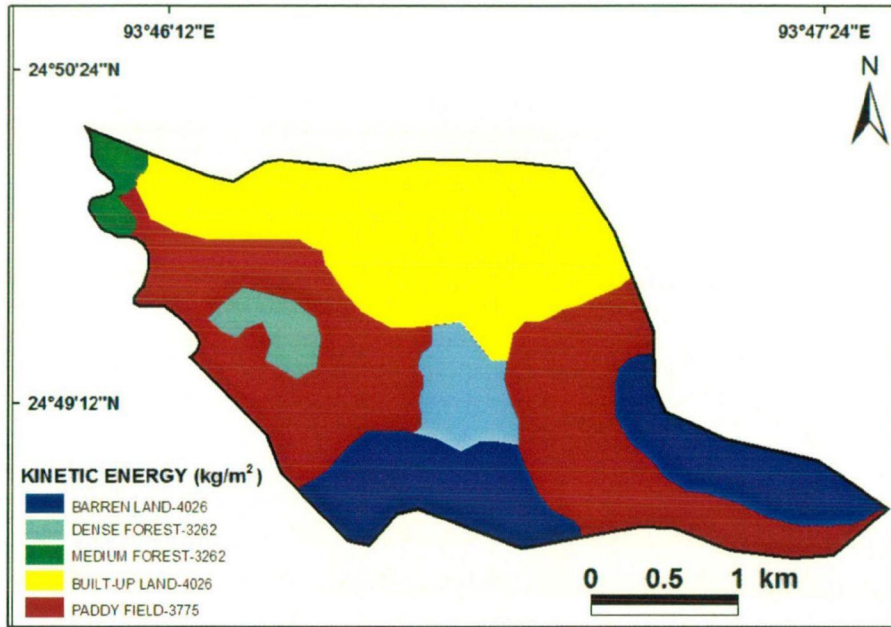 93°46'12"E
93°47'24"E
24°50'24"N
N
24°49'12"N
KINETIC ENERGY (kg/m²)
BARREN LAND-4026
DENSE FOREST-3262
MEDIUM FOREST-3262
BUILT-UP LAND-4026
PADDY FIELD-3775
0 0.5 1 km